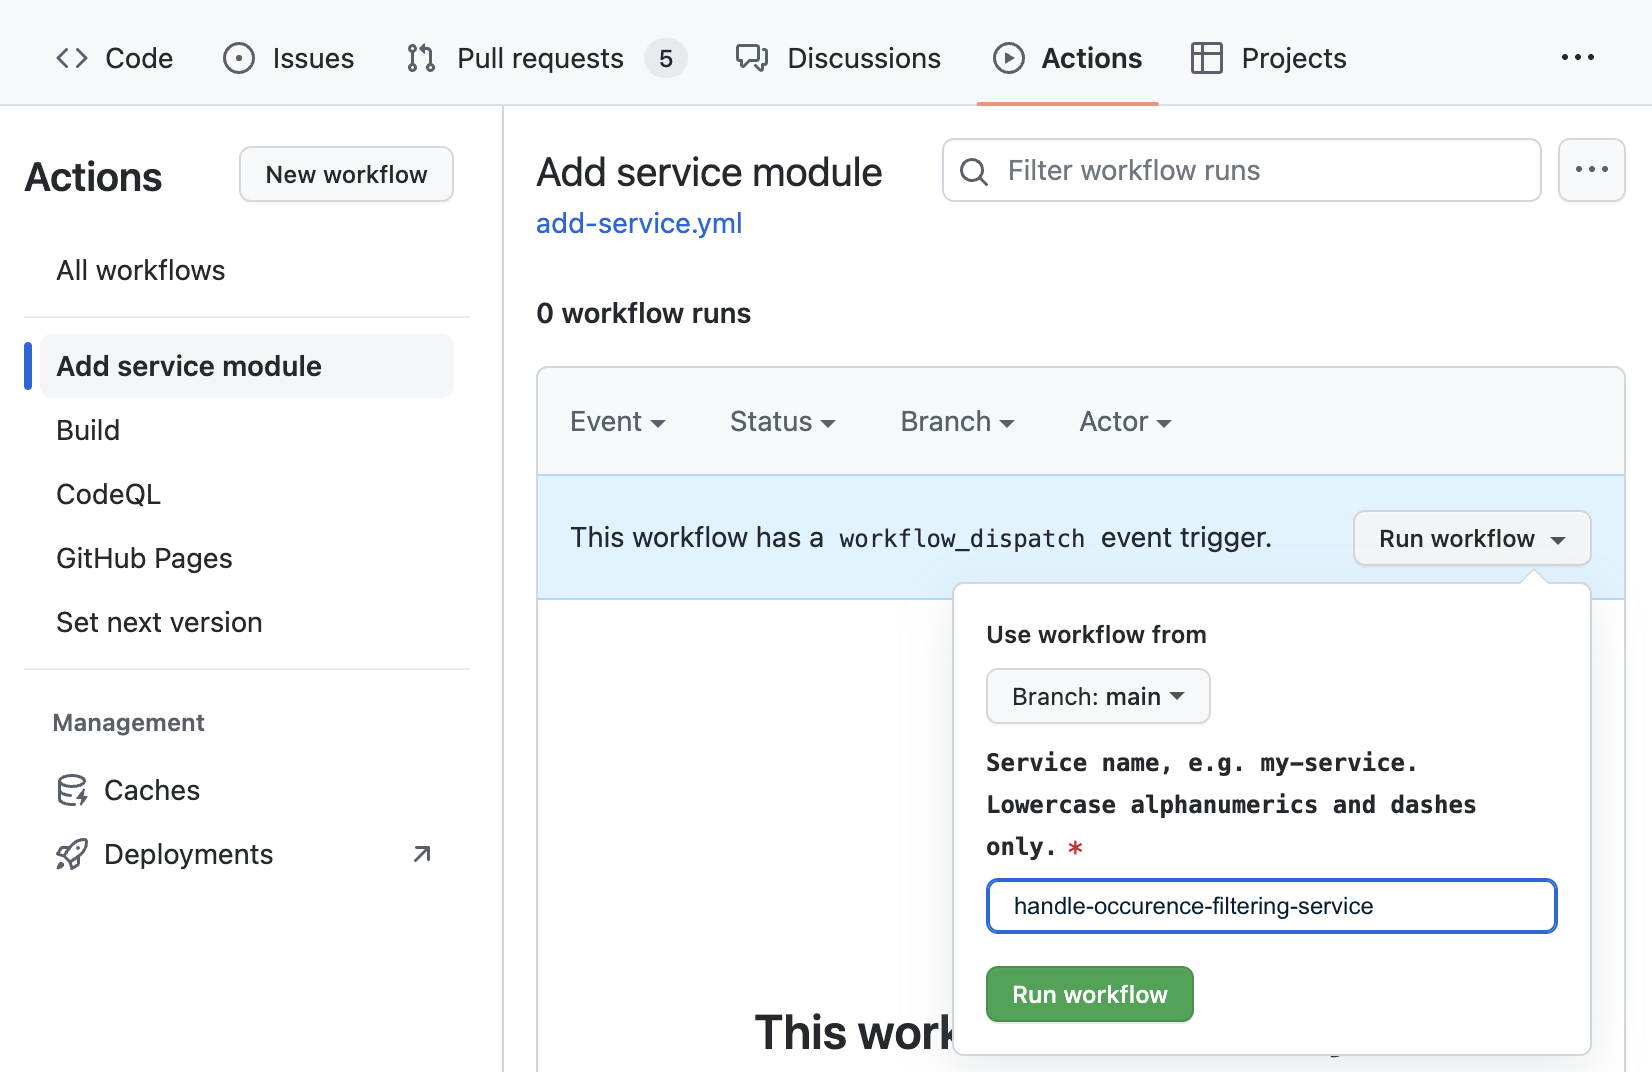 Code Issues Pull requests 5 Discussions Actions Projects
Actions
New workflow
All workflows
Add service module
Build
CodeQL
GitHub Pages
Set next version
Management
Caches
Deployments
Add service module
add-service.yml
Filter workflow runs
0 workflow runs
Event Status Branch Actor
This workflow has a workflow_dispatch event trigger.
Run workflow
Use workflow from
Branch: main
Service name, e.g. my-service.
Lowercase alphanumerics and dashes
only. *
handle-occurence-filtering-service
Run workflow
This work